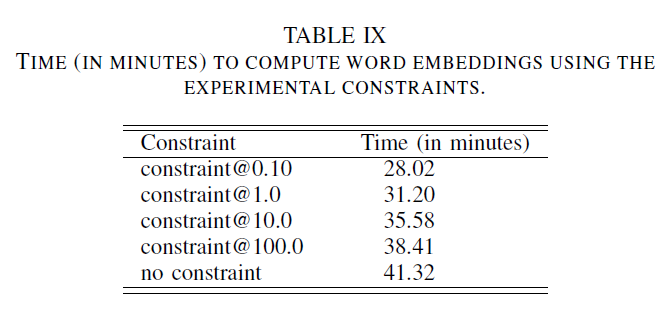 TABLE IX
TIME (IN MINUTES) TO COMPUTE WORD EMBEDDINGS USING THE
EXPERIMENTAL CONSTRAINTS.
Constraint Time (in minutes)
constraint@0.10 28.02
constraint@1.0 31.20
constraint@10.0 35.58
constraint@100.0 38.41
no constraint 41.32